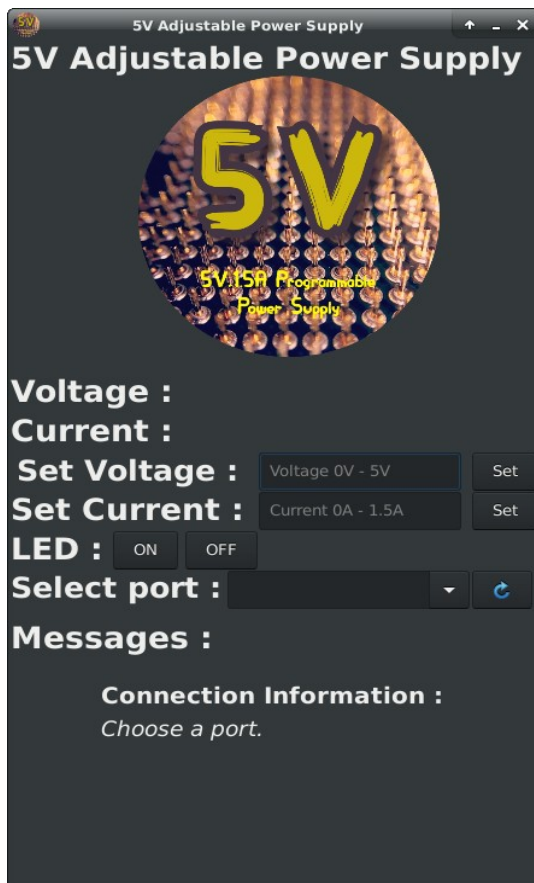 5V
5V Adjustable Power Supply
5V Adjustable Power Supply
5V
5V 1.5A Programmable
Power Supply
Voltage :
Current :
Set Voltage : Voltage 0V - 5V Set
Set Current : Current 0A - 1.5A Set
LED : ON OFF
Select port :
Messages :
Connection Information :
Choose a port.